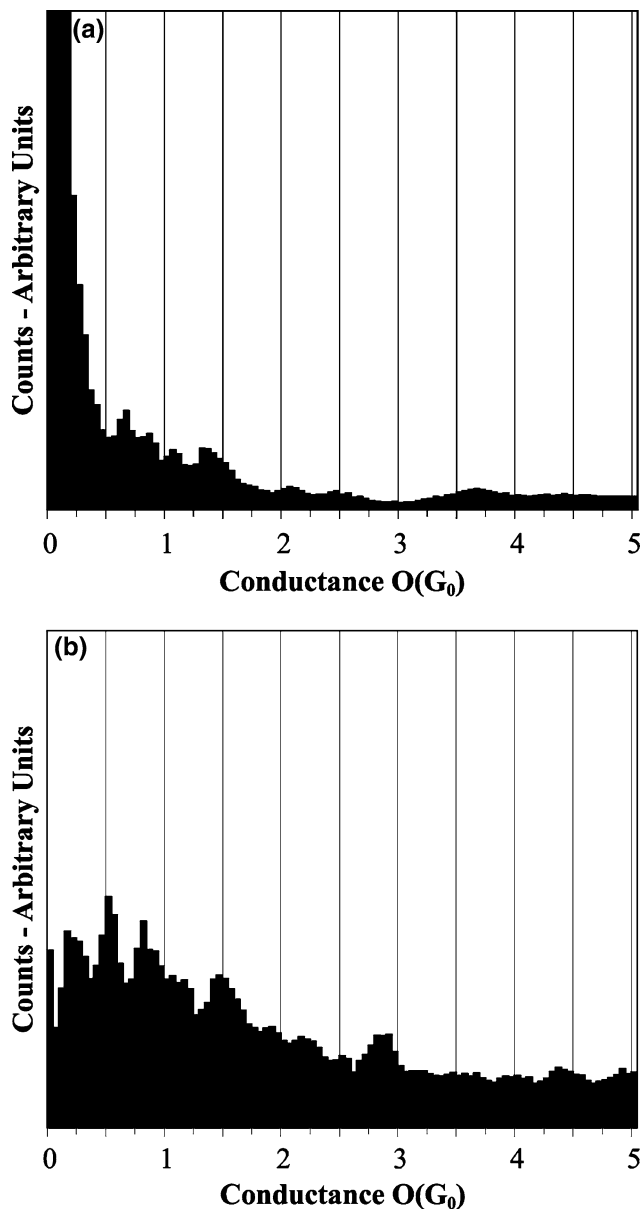 (a)
Counts - Arbitrary Units
0 1 2 3 4 5
Conductance O(G₀)
(b)
Counts - Arbitrary Units
0 1 2 3 4 5
Conductance O(G₀)